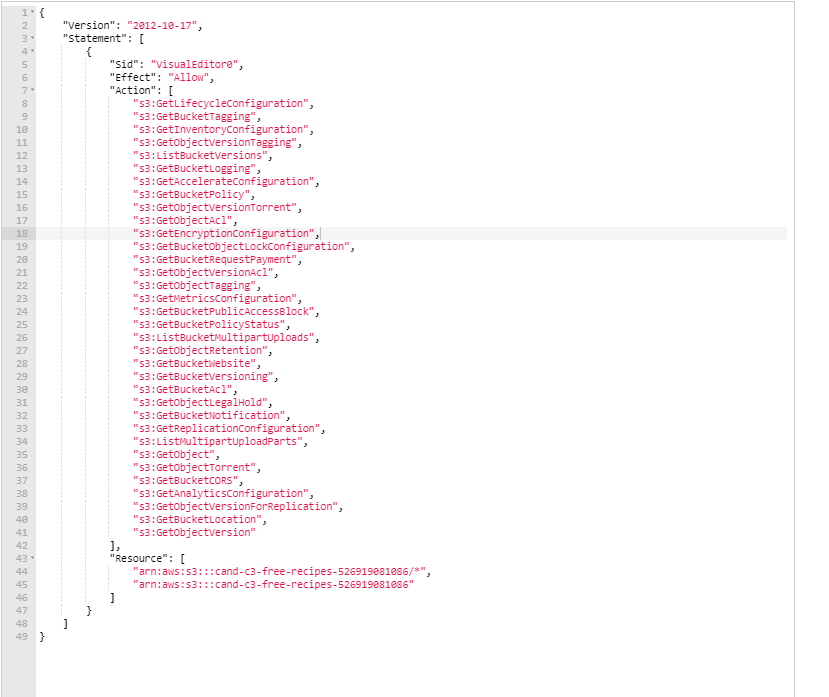 1 {
2     "Version": "2012-10-17",
3     "Statement": [
4         {
5             "Sid": "VisualEditor0",
6             "Effect": "Allow",
7             "Action": [
8                 "s3:GetLifecycleConfiguration",
9                 "s3:GetBucketTagging",
10                 "s3:GetInventoryConfiguration",
11                 "s3:GetObjectVersionTagging",
12                 "s3:ListBucketVersions",
13                 "s3:GetBucketLogging",
14                 "s3:GetAccelerateConfiguration",
15                 "s3:GetBucketPolicy",
16                 "s3:GetObjectVersionTorrent",
17                 "s3:GetObjectAcl",
18                 "s3:GetEncryptionConfiguration",
19                 "s3:GetBucketObjectLockConfiguration",
20                 "s3:GetBucketRequestPayment",
21                 "s3:GetObjectVersionAcl",
22                 "s3:GetObjectTagging",
23                 "s3:GetMetricsConfiguration",
24                 "s3:GetBucketPublicAccessBlock",
25                 "s3:GetBucketPolicyStatus",
26                 "s3:ListBucketMultipartUploads",
27                 "s3:GetObjectRetention",
28                 "s3:GetBucketWebsite",
29                 "s3:GetBucketVersioning",
30                 "s3:GetBucketAcl",
31                 "s3:GetObjectLegalHold",
32                 "s3:GetBucketNotification",
33                 "s3:GetReplicationConfiguration",
34                 "s3:ListMultipartUploadParts",
35                 "s3:GetObject",
36                 "s3:GetObjectTorrent",
37                 "s3:GetBucketCORS",
38                 "s3:GetAnalyticsConfiguration",
39                 "s3:GetObjectVersionForReplication",
40                 "s3:GetBucketLocation",
41                 "s3:GetObjectVersion"
42             ],
43             "Resource": [
44                 "arn:aws:s3:::cand-c3-free-recipes-526919081086/*",
45                 "arn:aws:s3:::cand-c3-free-recipes-526919081086"
46             ]
47         }
48     ]
49 }